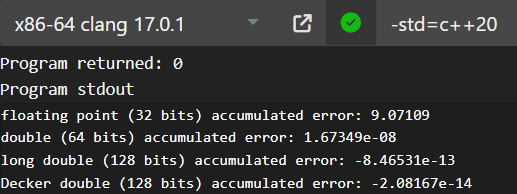 x86-64 clang 17.0.1 -std=c++20
Program returned: 0
Program stdout
floating point (32 bits) accumulated error: 9.07109
double (64 bits) accumulated error: 1.67349e-08
long double (128 bits) accumulated error: -8.46531e-13
Decker double (128 bits) accumulated error: -2.08167e-14